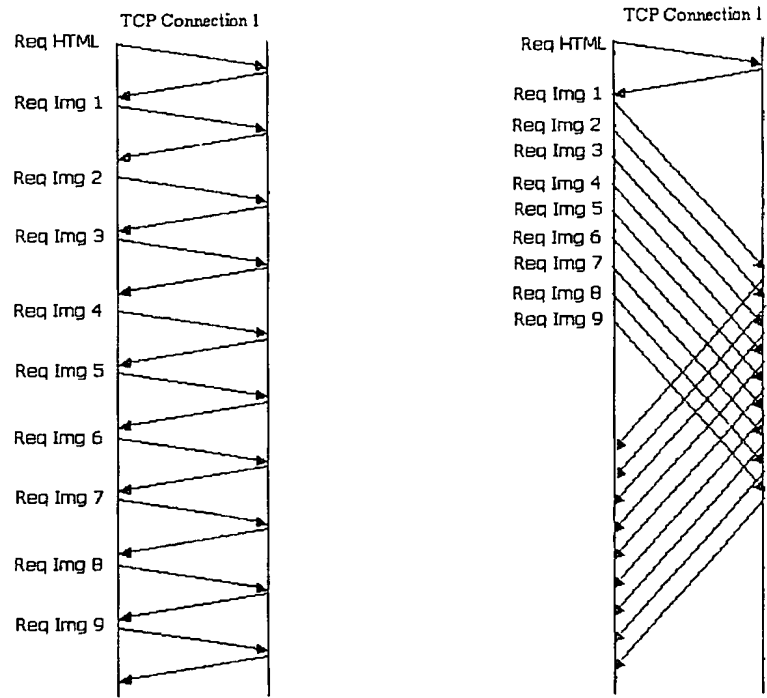 TCP Connection 1
Req HTML
Req Img 1
Req Img 2
Req Img 3
Req Img 4
Req Img 5
Req Img 6
Req Img 7
Req Img 8
Req Img 9
TCP Connection 1
Req HTML
Req Img 1
Req Img 2
Req Img 3
Req Img 4
Req Img 5
Req Img 6
Req Img 7
Req Img 8
Req Img 9